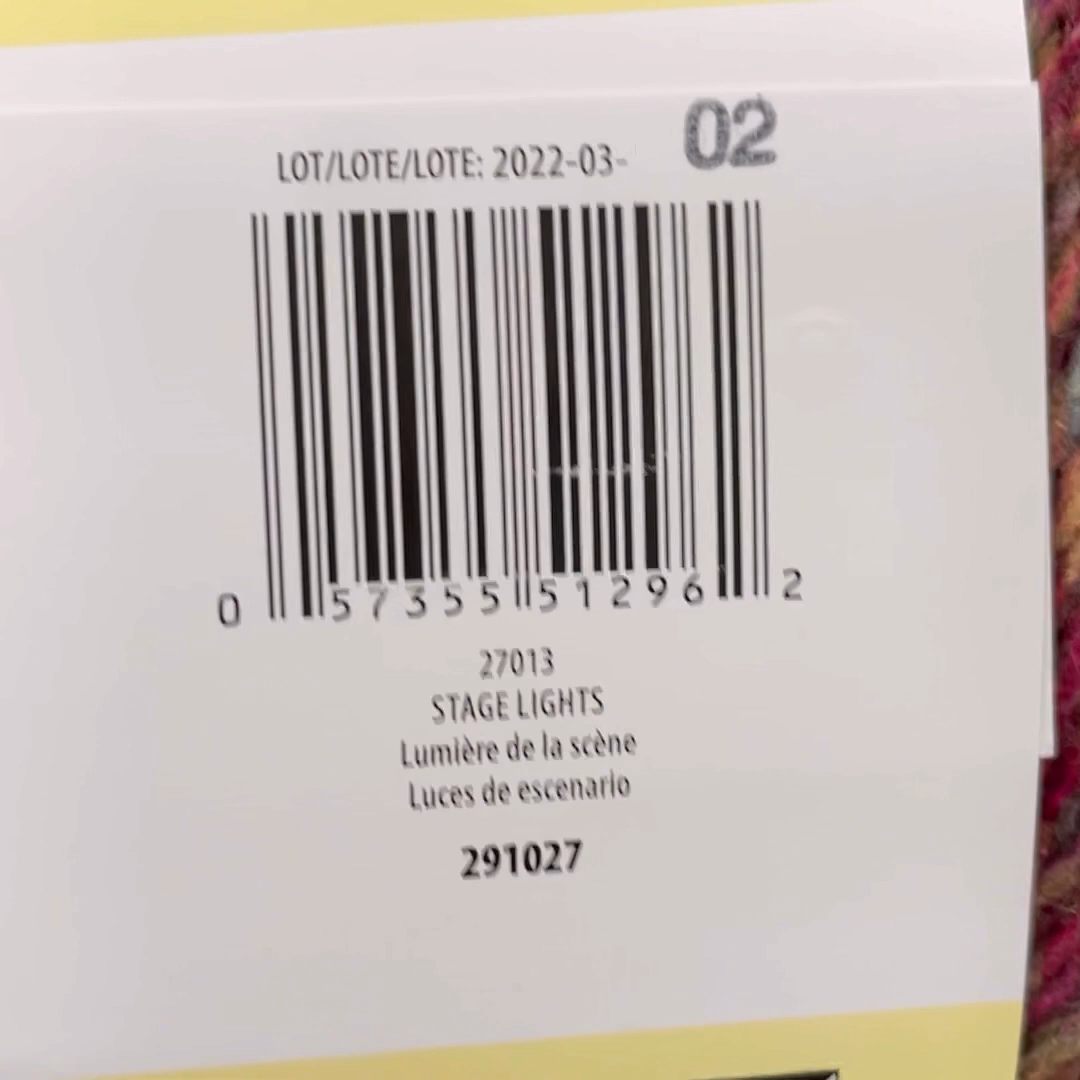 LOT/LOTE/LOTE: 2022-03- 02
0 57355 51296 2
27013
STAGE LIGHTS
Lumière de la scène
Luces de escenario
291027